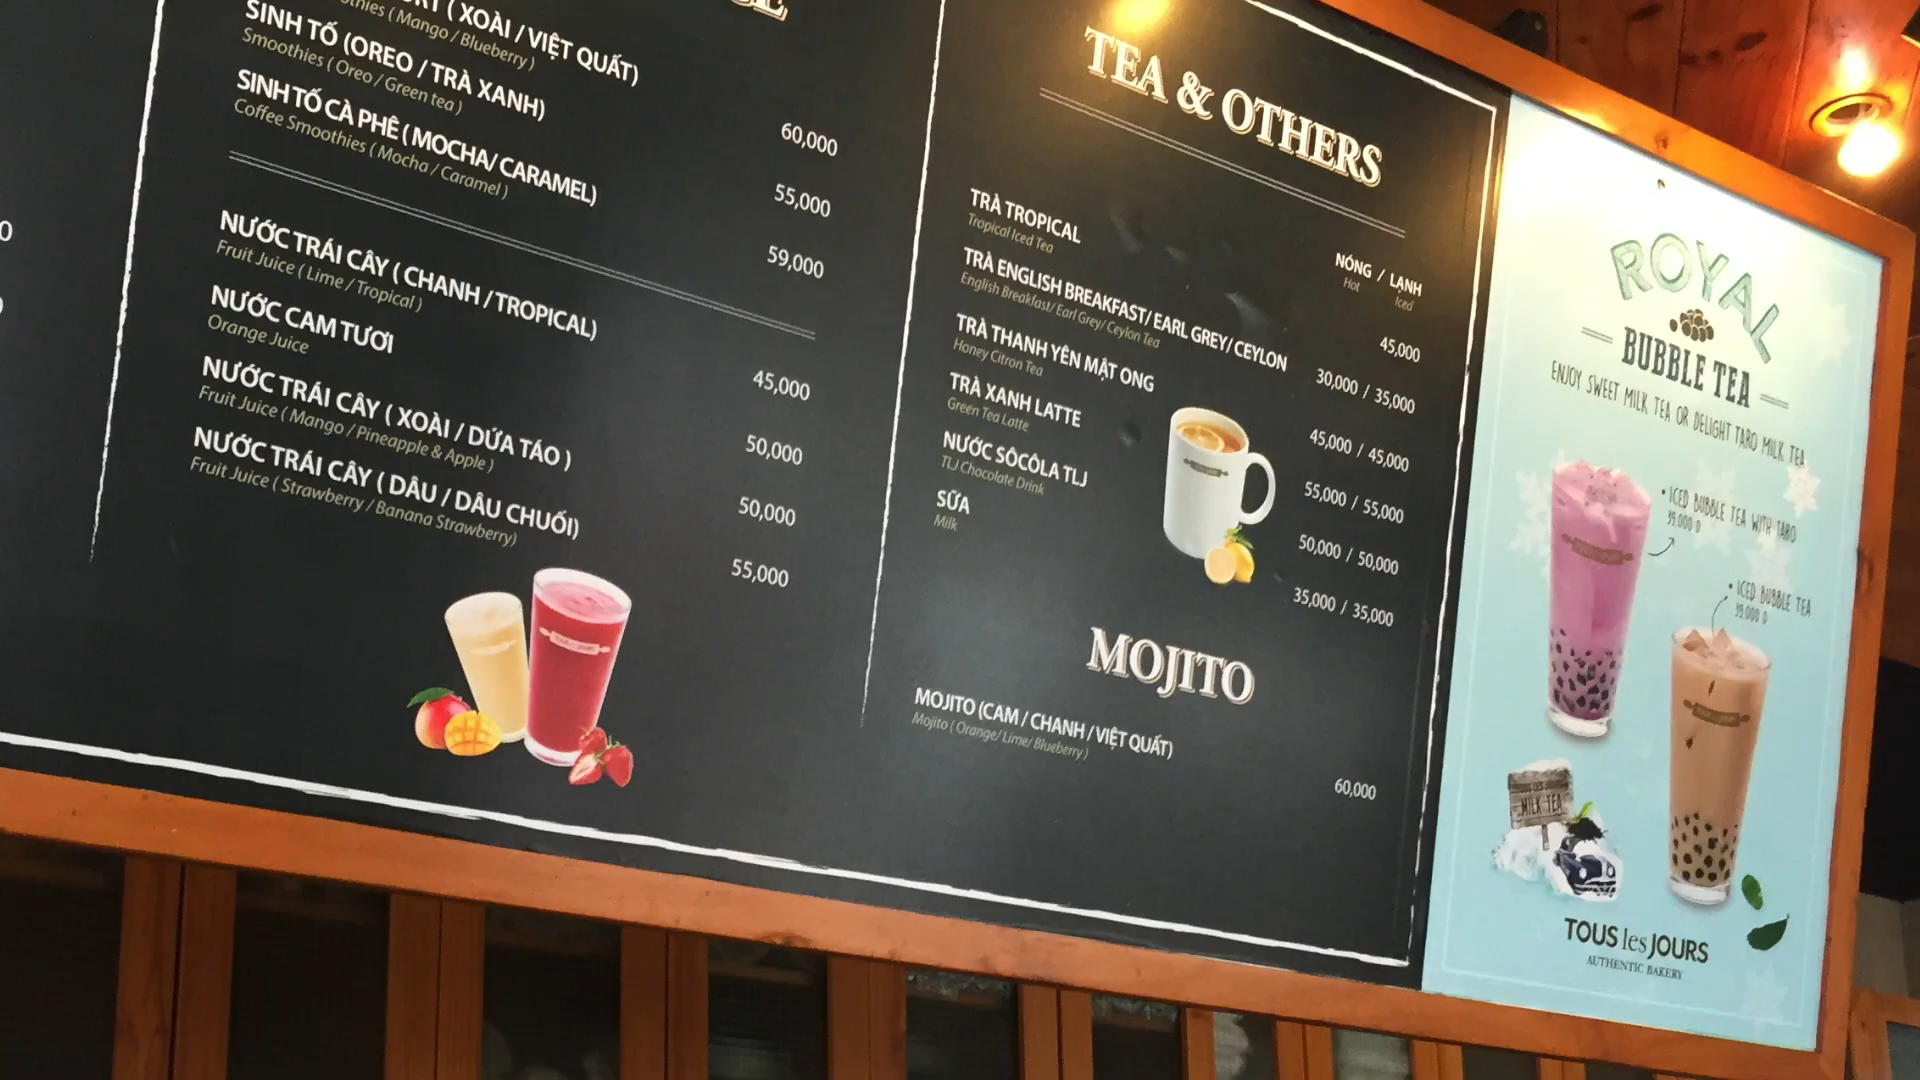 (XOÀI / VIỆT QUẤT)
(Mango / Blueberry)
60,000
SINH TỐ (OREO / TRÀ XANH)
Smoothies (Oreo / Green tea)
55,000
SINH TỐ CÀ PHÊ (MOCHA/ CARAMEL)
Coffee Smoothies (Mocha / Caramel)
59,000
NƯỚC TRÁI CÂY (CHANH / TROPICAL)
Fruit Juice (Lime / Tropical)
45,000
NƯỚC CAM TƯƠI
Orange Juice
50,000
NƯỚC TRÁI CÂY (XOÀI / DỨA TÁO)
Fruit Juice (Mango / Pineapple & Apple)
50,000
NƯỚC TRÁI CÂY (DÂU / DÂU CHUỐI)
Fruit Juice (Strawberry / Banana Strawberry)
55,000
TEA & OTHERS
NÓNG / LẠNH
Hot Iced
TRÀ TROPICAL
Tropical Iced Tea
45,000
TRÀ ENGLISH BREAKFAST/ EARL GREY/ CEYLON
English Breakfast/ Earl Grey/ Ceylon Tea
30,000 / 35,000
TRÀ THANH YÊN MẬT ONG
Honey Citron Tea
45,000 / 45,000
TRÀ XANH LATTE
Green Tea Latte
55,000 / 55,000
NƯỚC SÔCÔLA TLJ
TLJ Chocolate Drink
50,000 / 50,000
SỮA
Milk
35,000 / 35,000
MOJITO
MOJITO (CAM / CHANH / VIỆT QUẤT)
Mojito (Orange/ Lime/ Blueberry)
60,000
ROYAL
BUBBLE TEA
ENJOY SWEET MILK TEA OR DELIGHT TARO MILK TEA
• ICED BUBBLE TEA WITH TARO
39.000 D
• ICED BUBBLE TEA
39.000 D
MILK TEA
TOUS les JOURS
AUTHENTIC BAKERY